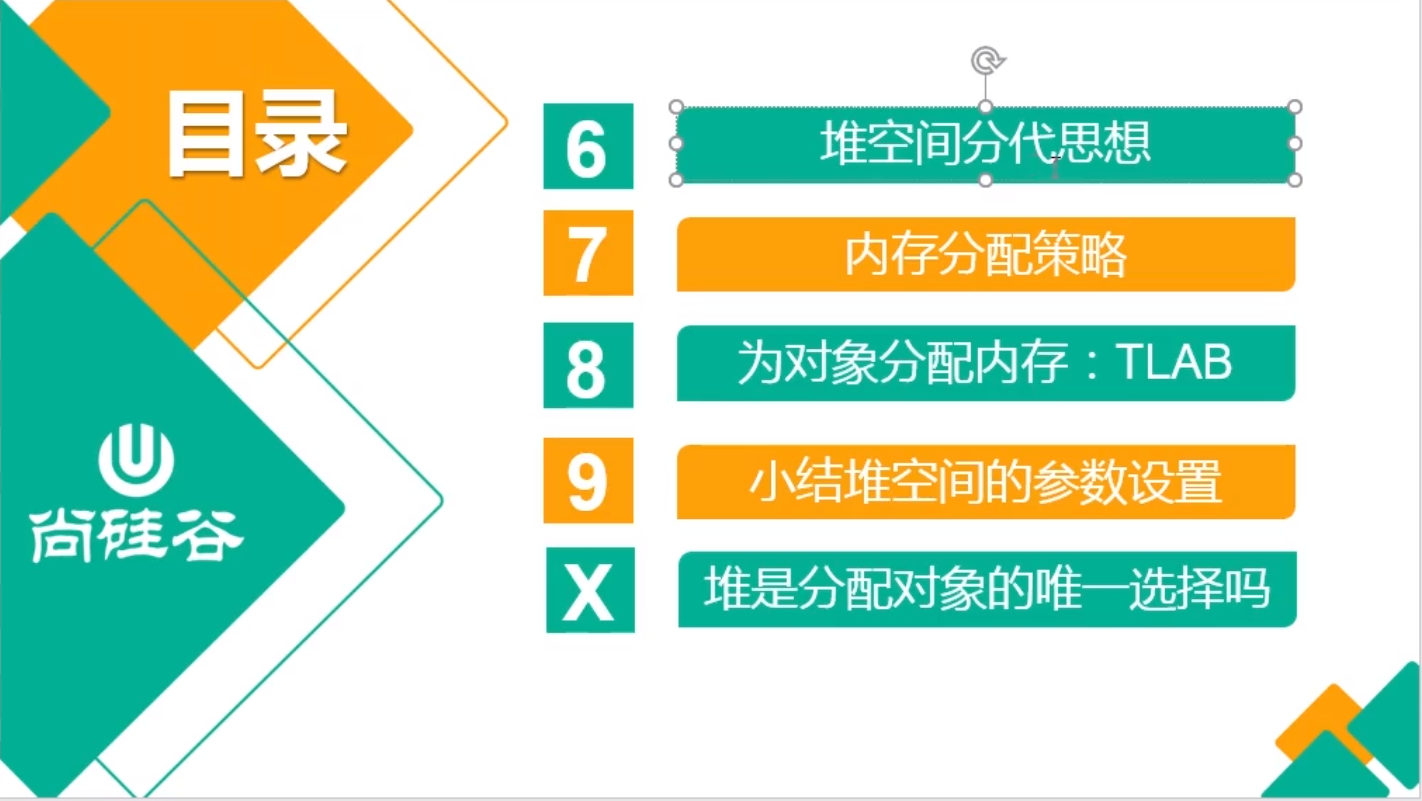 目录
6
堆空间分代思想
7
内存分配策略
8
为对象分配内存：TLAB
9
小结堆空间的参数设置
X
堆是分配对象的唯一选择吗
U
尚硅谷